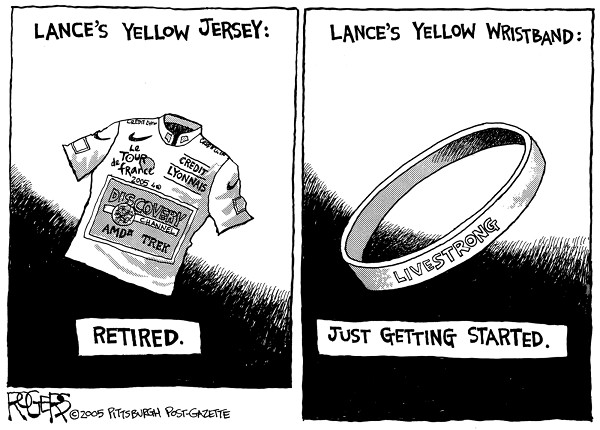 LANCE'S YELLOW JERSEY:
Le
TOUR
de
france
2005
CREDIT
LYONNAIS
DISCOVERY
CHANNEL
AMD
TREK
RETIRED.
LANCE'S YELLOW WRISTBAND:
LIVESTRONG
JUST GETTING STARTED.
ROGERS
©2005 PITTSBURGH POST-GAZETTE